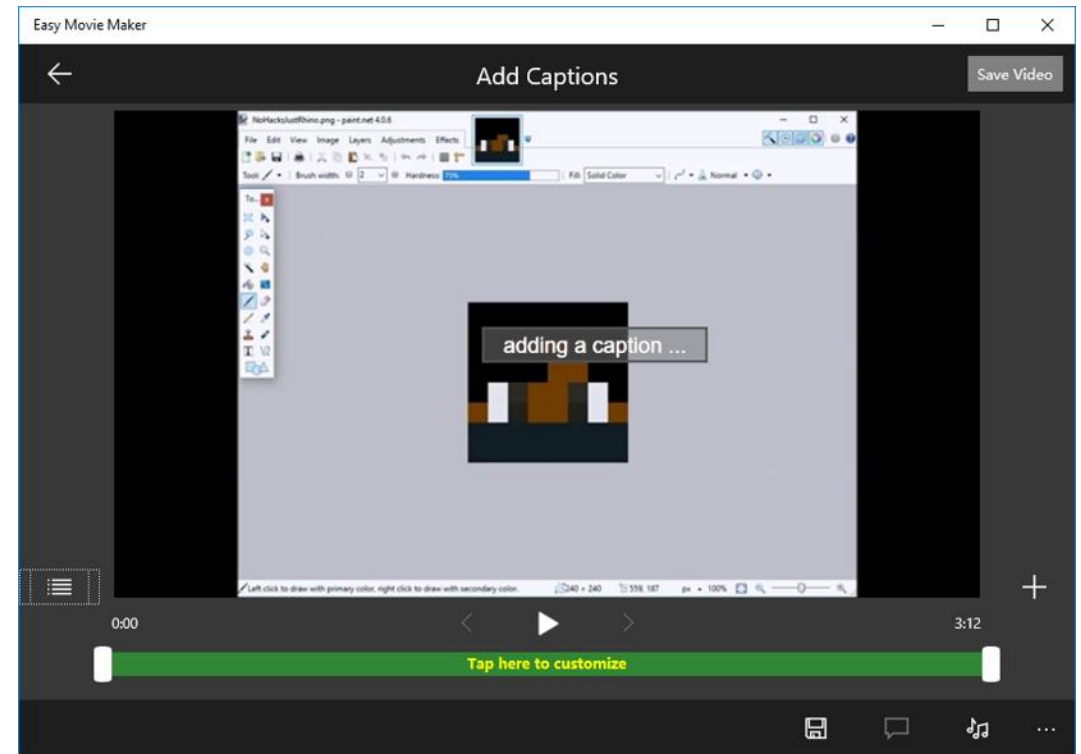 Easy Movie Maker
Add Captions
Save Video
NoHacksJustRhino.png - paint.net 4.0.6
File Edit View Image Layers Adjustments Effects
Tool: Brush width: 2 Hardness: 75% Fill: Solid Color Normal
To...
adding a caption ...
Left click to draw with primary color, right click to draw with secondary color. 240 × 240 559, 187 px 100%
0:00 3:12
Tap here to customize